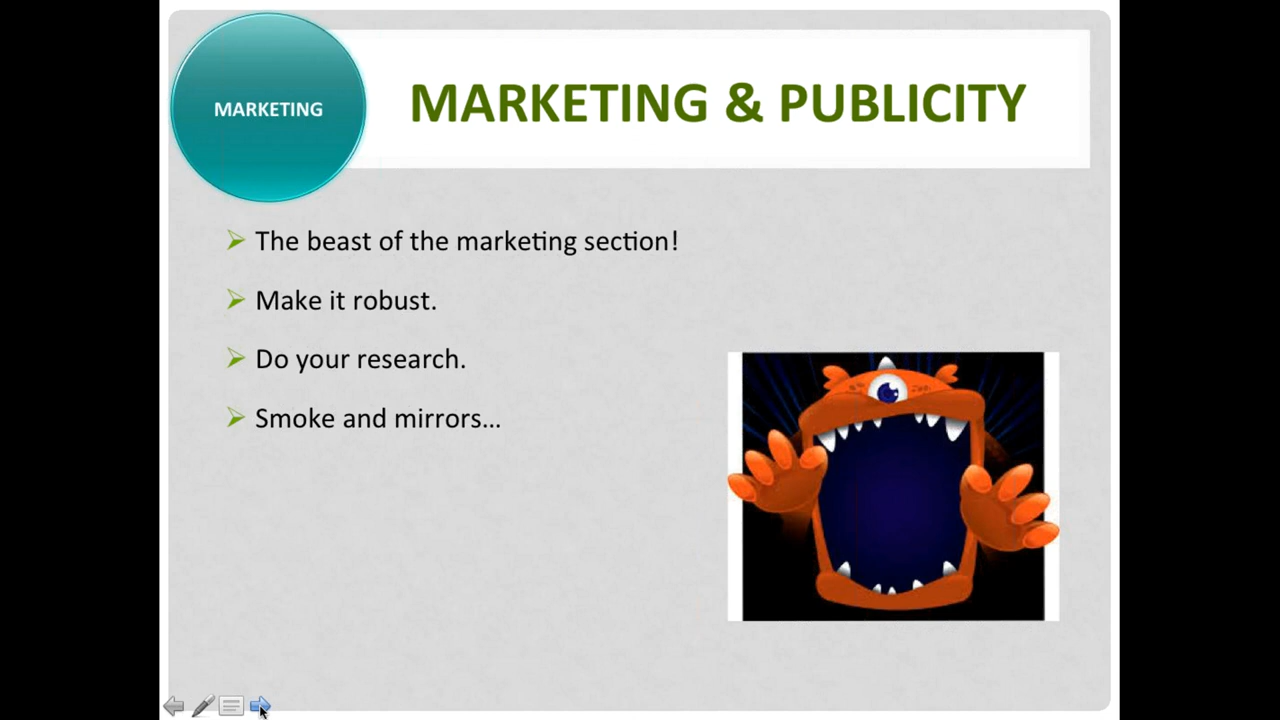 MARKETING
MARKETING & PUBLICITY
The beast of the marketing section!
Make it robust.
Do your research.
Smoke and mirrors...